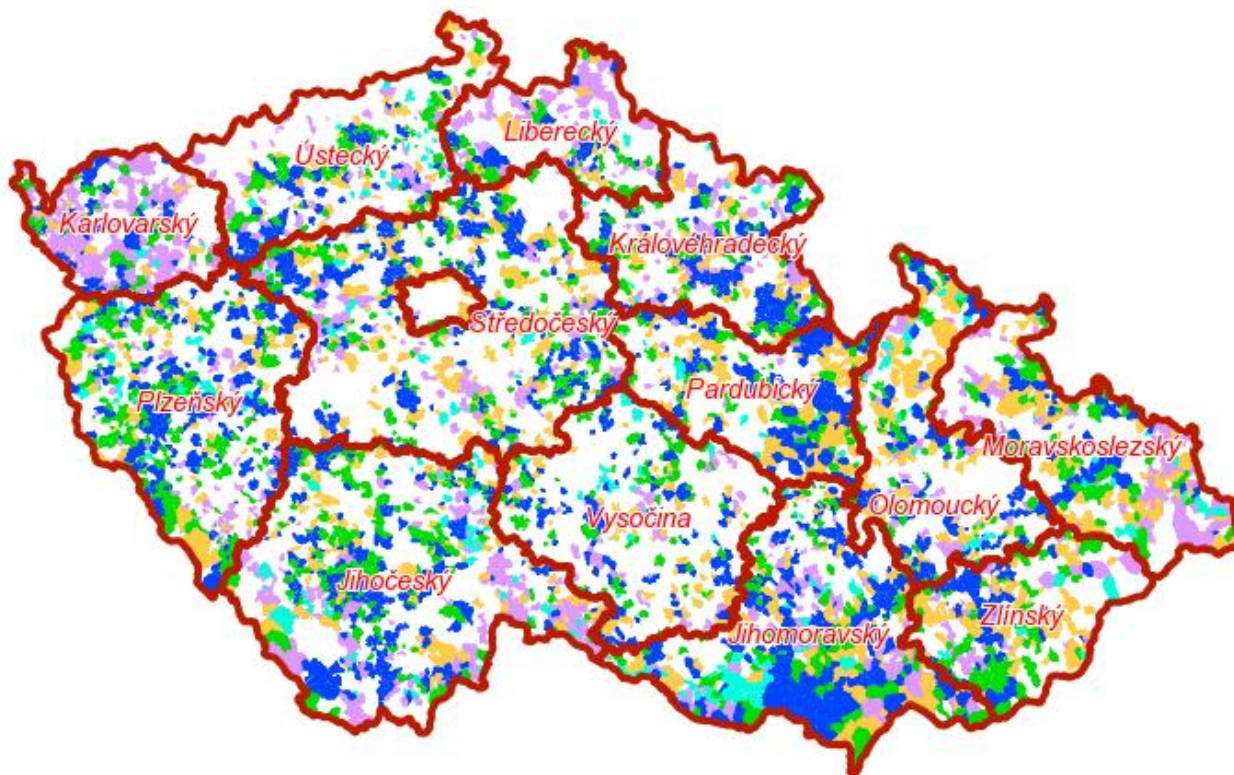 Liberecký
Ústecký
Karlovarský
Královéhradecký
Středočeský
Pardubický
Plzeňský
Moravskoslezský
Olomoucký
Vysočina
Jihočeský
Zlínský
Jihomoravský